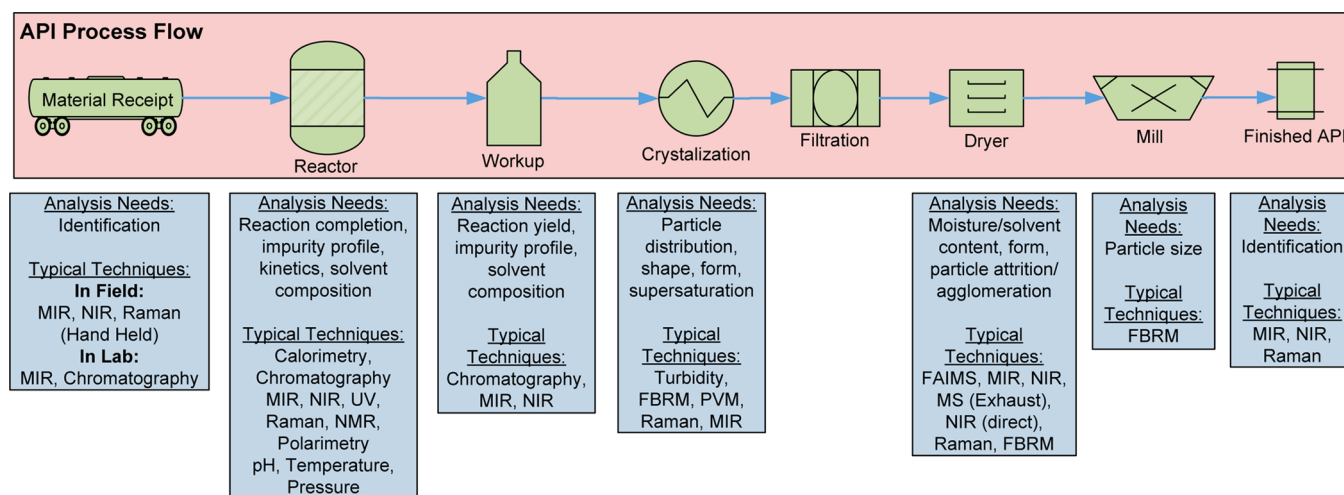 API Process Flow
Material Receipt
Reactor
Workup
Crystalization
Filtration
Dryer
Mill
Finished API
Analysis Needs:
Identification
Typical Techniques:
In Field:
MIR, NIR, Raman
(Hand Held)
In Lab:
MIR, Chromatography
Analysis Needs:
Reaction completion,
impurity profile,
kinetics, solvent
composition
Typical Techniques:
Calorimetry,
Chromatography
MIR, NIR, UV,
Raman, NMR,
Polarimetry
pH, Temperature,
Pressure
Analysis Needs:
Reaction yield,
impurity profile,
solvent
composition
Typical
Techniques:
Chromatography,
MIR, NIR
Analysis Needs:
Particle
distribution,
shape, form,
supersaturation
Typical
Techniques:
Turbidity,
FBRM, PVM,
Raman, MIR
Analysis Needs:
Moisture/solvent
content, form,
particle attrition/
agglomeration
Typical
Techniques:
FAIMS, MIR, NIR,
MS (Exhaust),
NIR (direct),
Raman, FBRM
Analysis
Needs:
Particle size
Typical
Techniques:
FBRM
Analysis
Needs:
Identification
Typical
Techniques:
MIR, NIR,
Raman